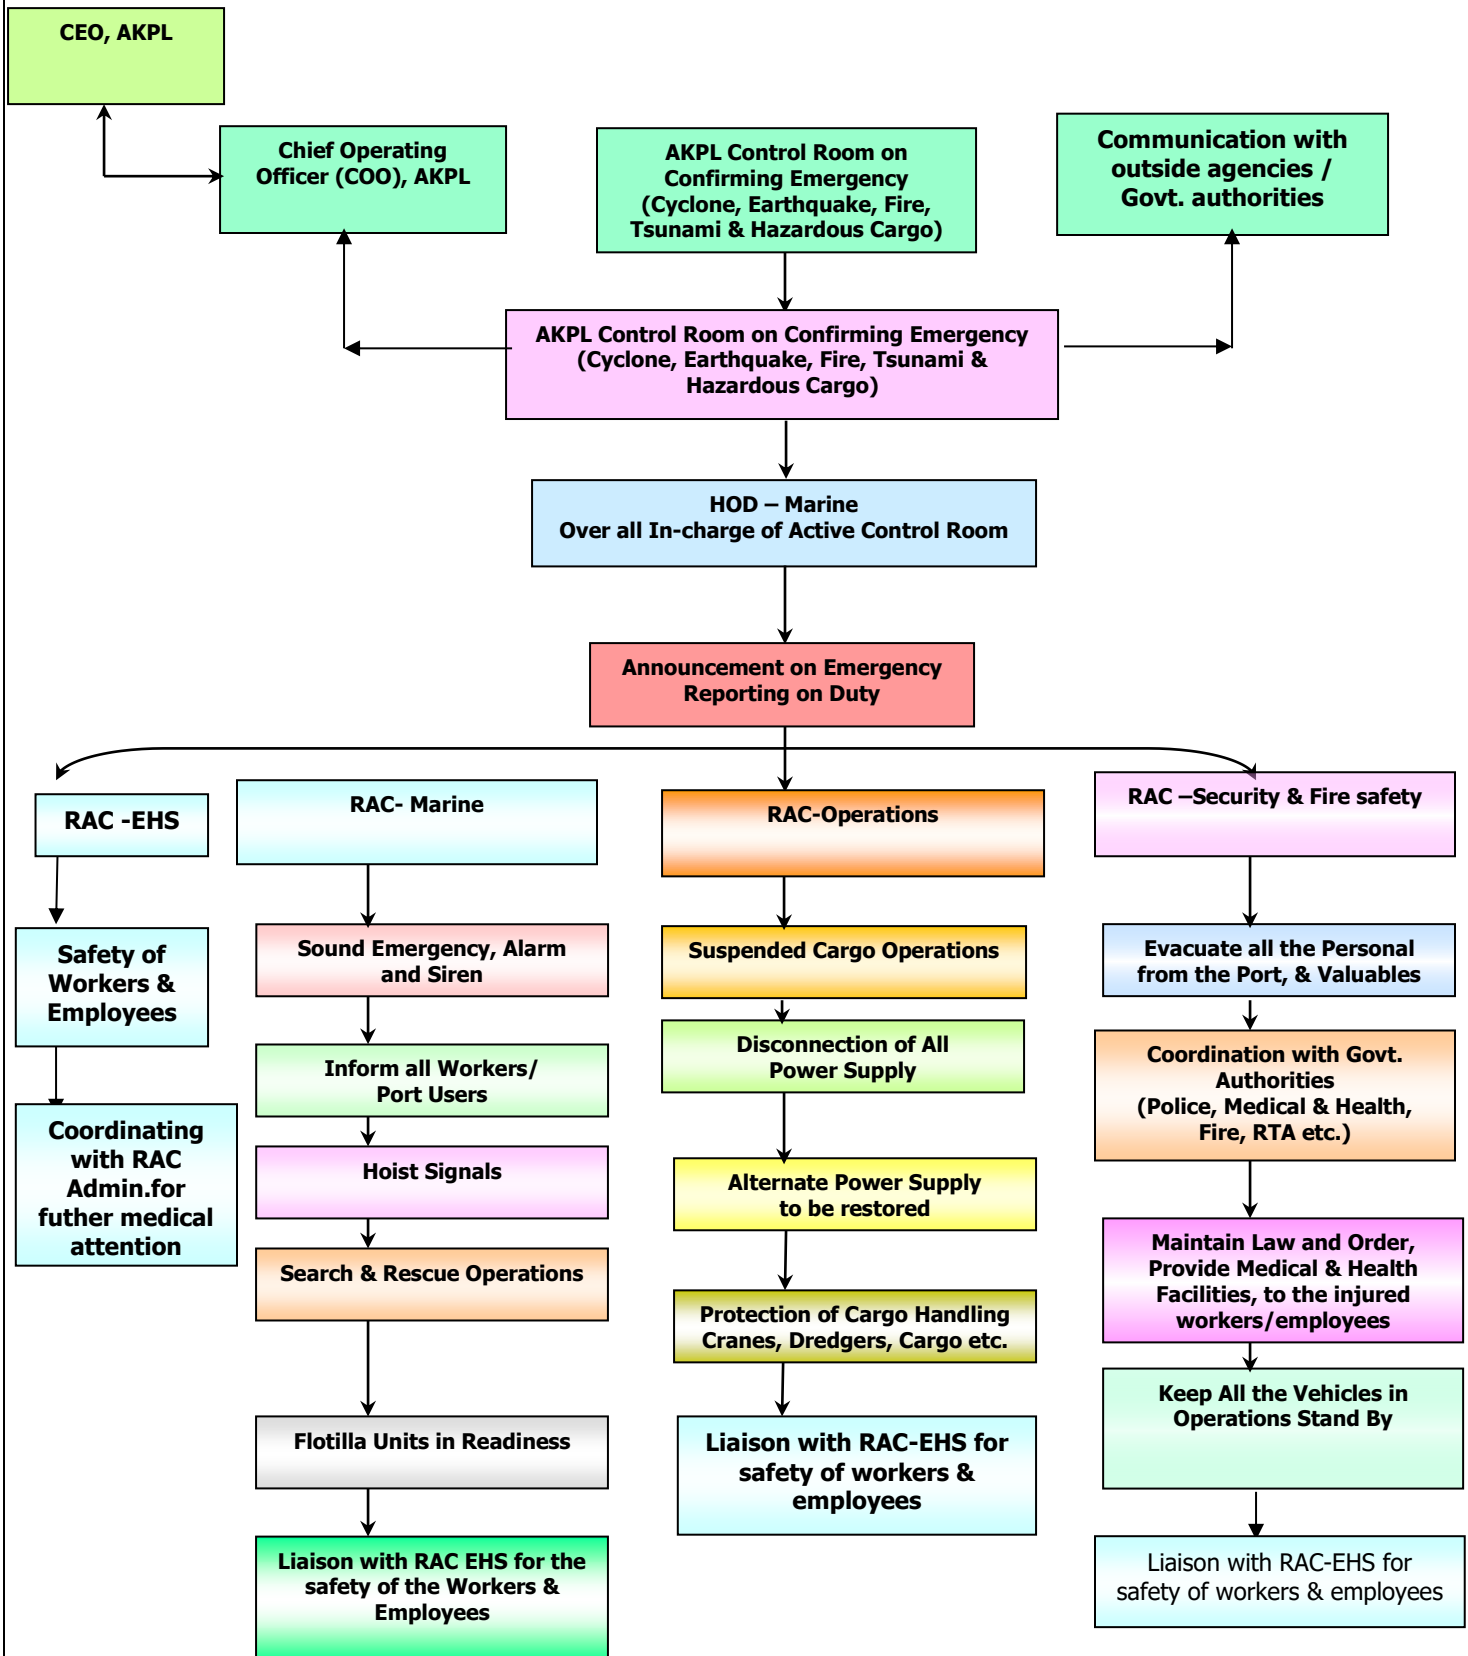 CEO, AKPL
Chief Operating
Officer (COO), AKPL
AKPL Control Room on
Confirming Emergency
(Cyclone, Earthquake, Fire,
Tsunami & Hazardous Cargo)
Communication with
outside agencies /
Govt. authorities
AKPL Control Room on Confirming Emergency
(Cyclone, Earthquake, Fire, Tsunami &
Hazardous Cargo)
HOD – Marine
Over all In-charge of Active Control Room
Announcement on Emergency
Reporting on Duty
RAC -EHS
Safety of
Workers &
Employees
Coordinating
with RAC
Admin.for
futher medical
attention
RAC- Marine
Sound Emergency, Alarm
and Siren
Inform all Workers/
Port Users
Hoist Signals
Search & Rescue Operations
Flotilla Units in Readiness
Liaison with RAC EHS for the
safety of the Workers &
Employees
RAC-Operations
Suspended Cargo Operations
Disconnection of All
Power Supply
Alternate Power Supply
to be restored
Protection of Cargo Handling
Cranes, Dredgers, Cargo etc.
Liaison with RAC-EHS for
safety of workers &
employees
RAC –Security & Fire safety
Evacuate all the Personal
from the Port, & Valuables
Coordination with Govt.
Authorities
(Police, Medical & Health,
Fire, RTA etc.)
Maintain Law and Order,
Provide Medical & Health
Facilities, to the injured
workers/employees
Keep All the Vehicles in
Operations Stand By
Liaison with RAC-EHS for
safety of workers & employees